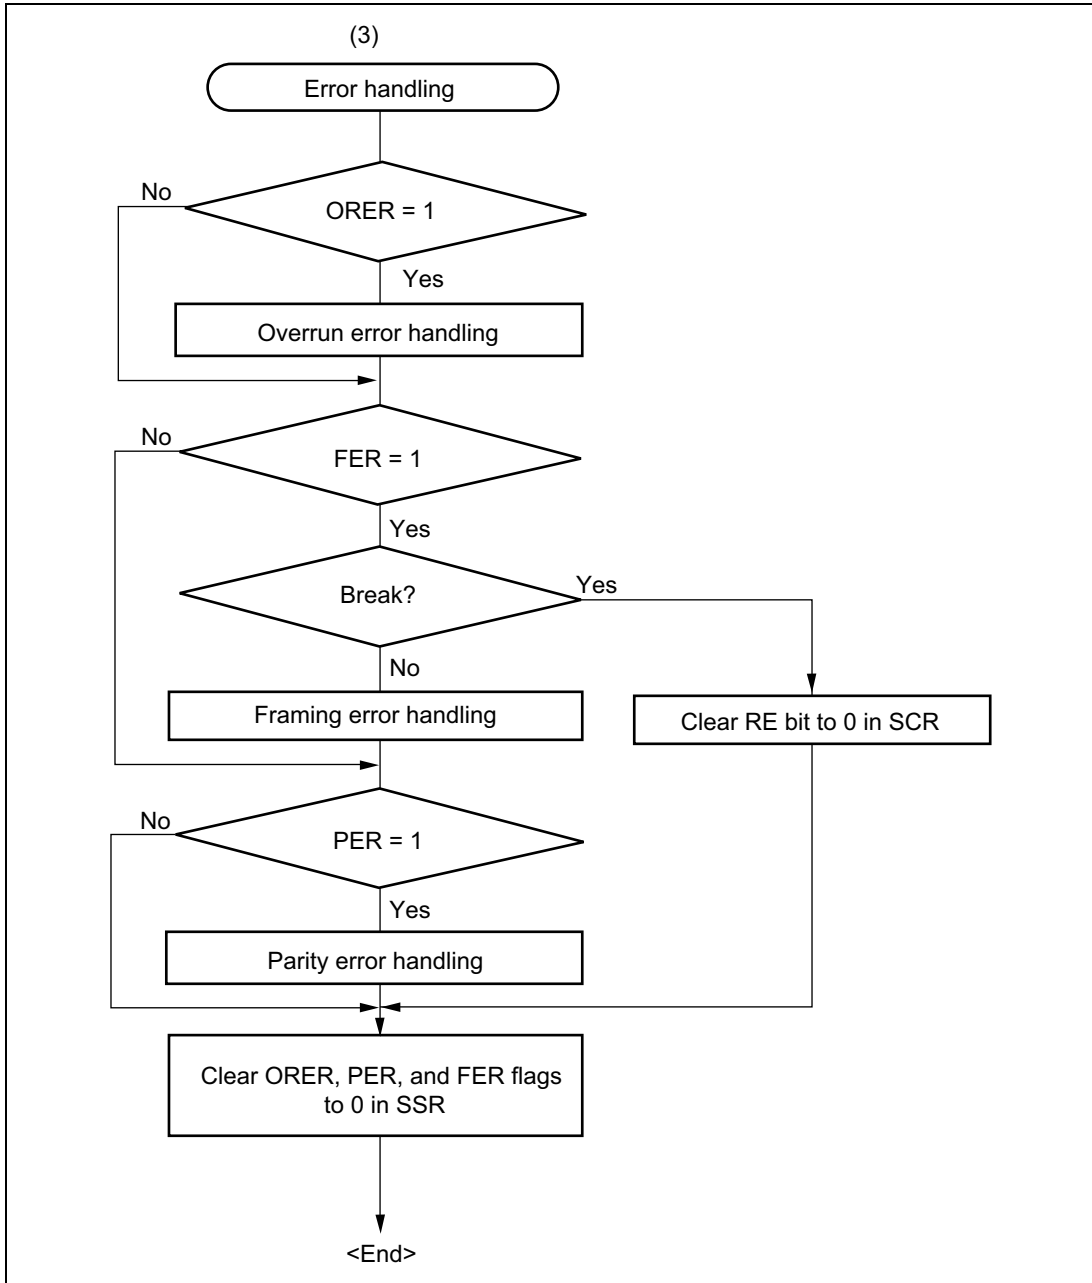 (3)
Error handling
No
ORER = 1
Yes
Overrun error handling
No
FER = 1
Yes
Break?
Yes
No
Framing error handling
Clear RE bit to 0 in SCR
No
PER = 1
Yes
Parity error handling
Clear ORER, PER, and FER flags
to 0 in SSR
<End>